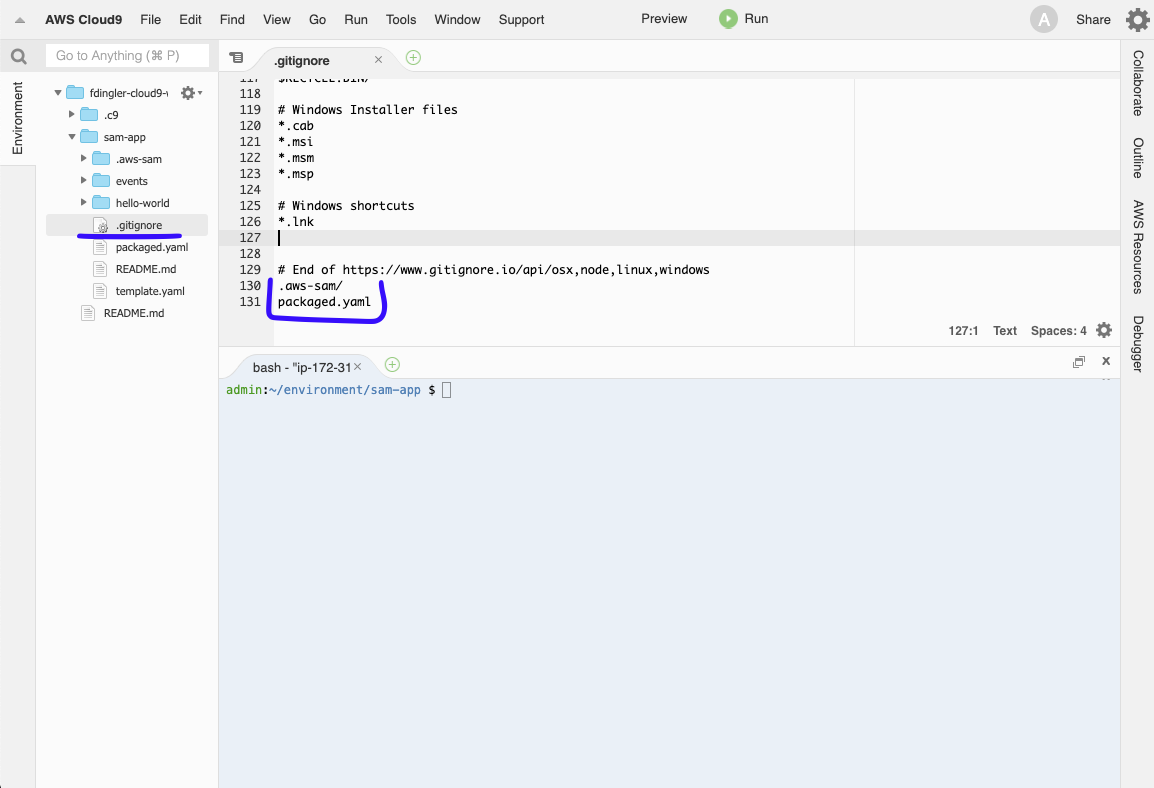 AWS Cloud9 File Edit Find View Go Run Tools Window Support Preview Run A Share
Go to Anything (⌘ P)
Environment
fdingler-cloud9-
.c9
sam-app
.aws-sam
events
hello-world
.gitignore
packaged.yaml
README.md
template.yaml
README.md
.gitignore
117 $RECYCLE.BIN/
118
119 # Windows Installer files
120 *.cab
121 *.msi
122 *.msm
123 *.msp
124
125 # Windows shortcuts
126 *.lnk
127
128
129 # End of https://www.gitignore.io/api/osx,node,linux,windows
130 .aws-sam/
131 packaged.yaml
127:1 Text Spaces: 4
bash - "ip-172-31
admin:~/environment/sam-app $
Collaborate
Outline
AWS Resources
Debugger